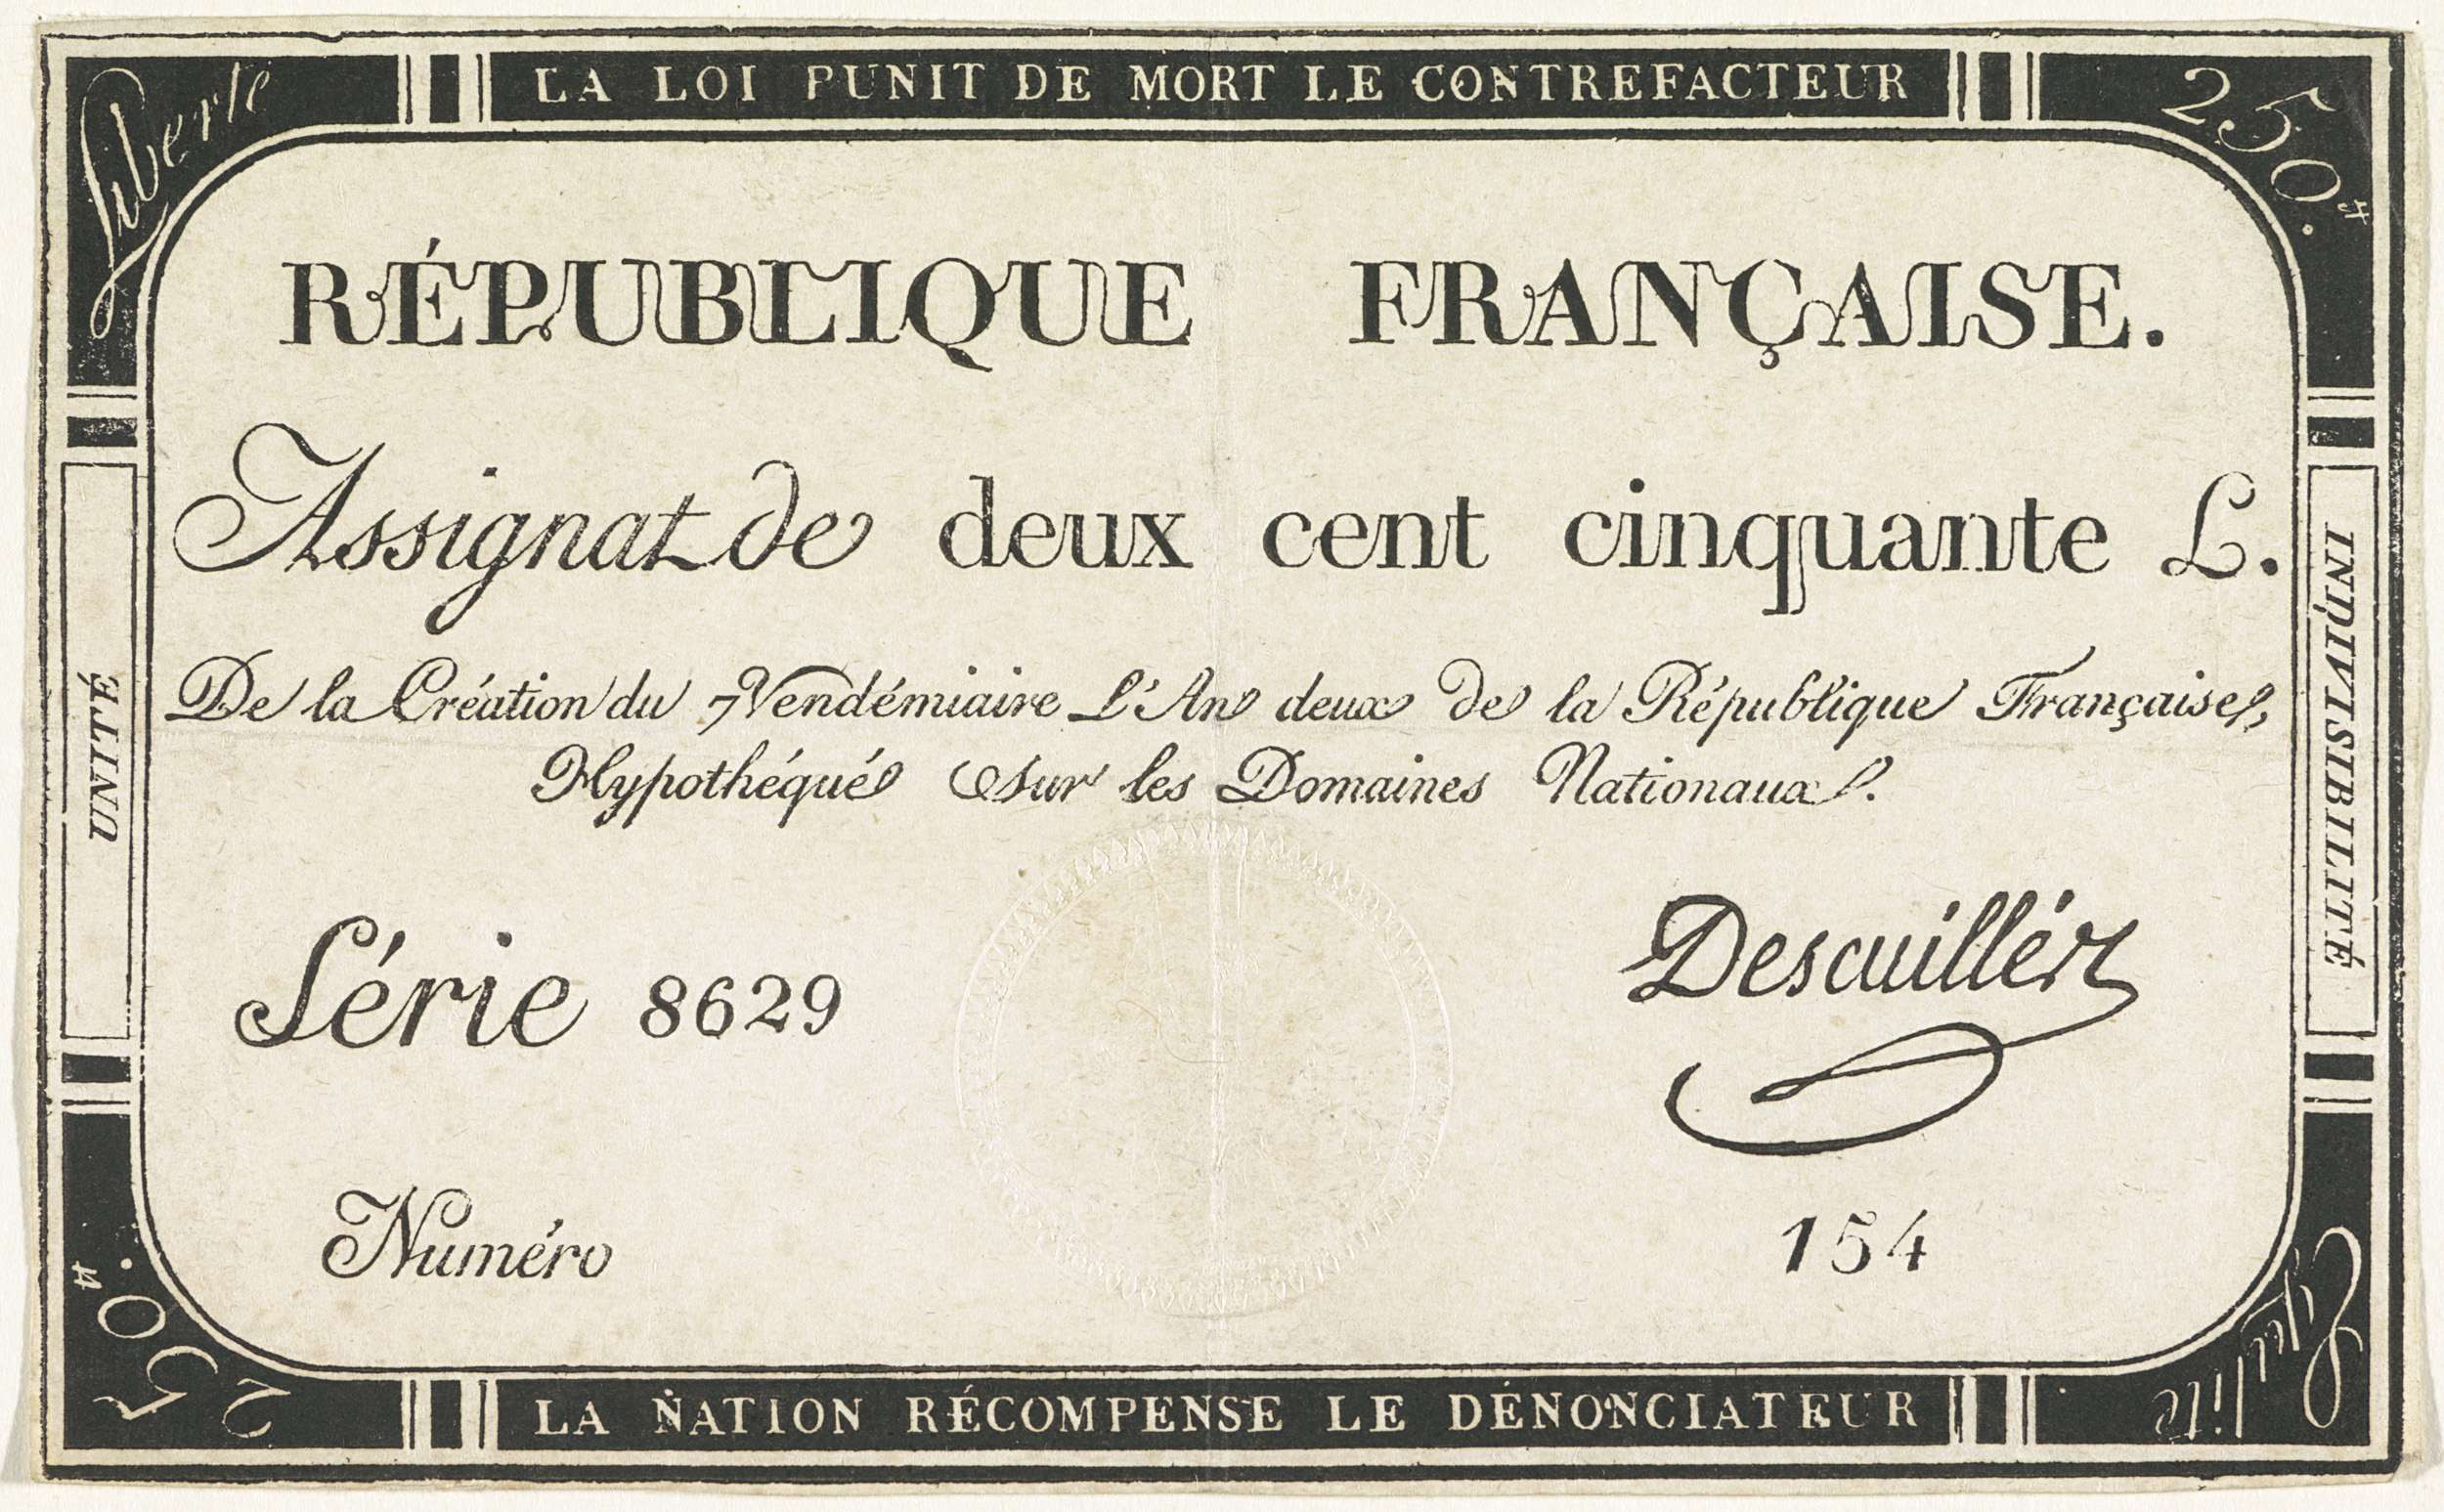 LA LOI PUNIT DE MORT LE CONTREFACTEUR
Liberté
250.
RÉPUBLIQUE FRANÇAISE.
Assignat de deux cent cinquante L.
De la Création du 7 Vendémiaire L'An deux de la République Française,
Hypothéqué Sur les Domaines Nationaux.
UNITÉ
INDIVISIBILITÉ
Série 8629
Numéro
154
250.
Egalité
LA NATION RÉCOMPENSE LE DÉNONCIATEUR